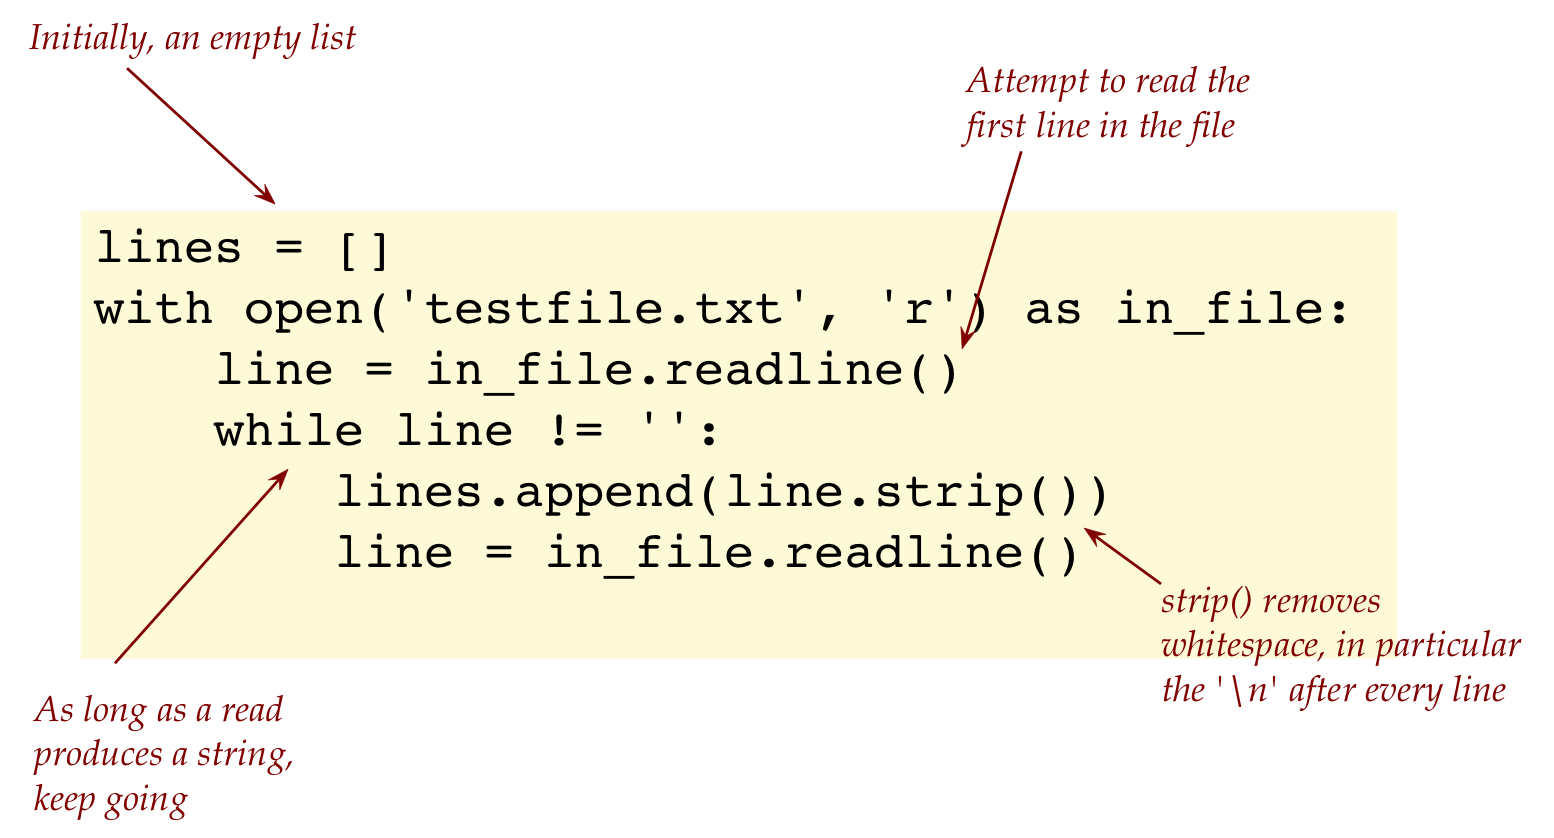 Initially, an empty list
Attempt to read the
first line in the file
lines = []
with open('testfile.txt', 'r') as in_file:
    line = in_file.readline()
    while line != '':
        lines.append(line.strip())
        line = in_file.readline()
strip() removes
whitespace, in particular
the '\n' after every line
As long as a read
produces a string,
keep going